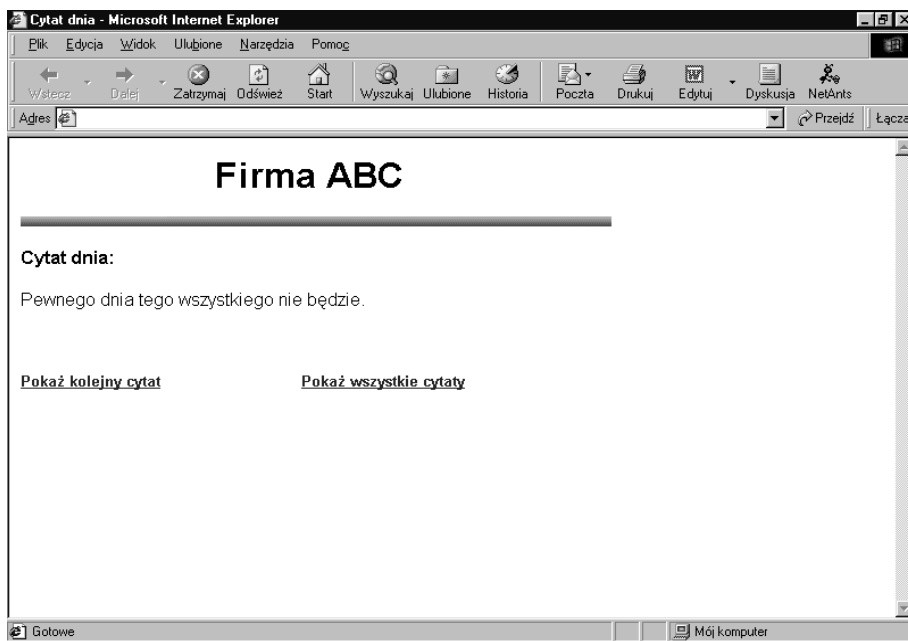 Cytat dnia - Microsoft Internet Explorer
Plik Edycja Widok Ulubione Narzędzia Pomoc
Wstecz Dalej Zatrzymaj Odśwież Start Wyszukaj Ulubione Historia Poczta Drukuj Edytuj Dyskusja NetAnts
Adres Przejdź Łącza
Firma ABC
Cytat dnia:
Pewnego dnia tego wszystkiego nie będzie.
Pokaż kolejny cytat Pokaż wszystkie cytaty
Gotowe Mój komputer